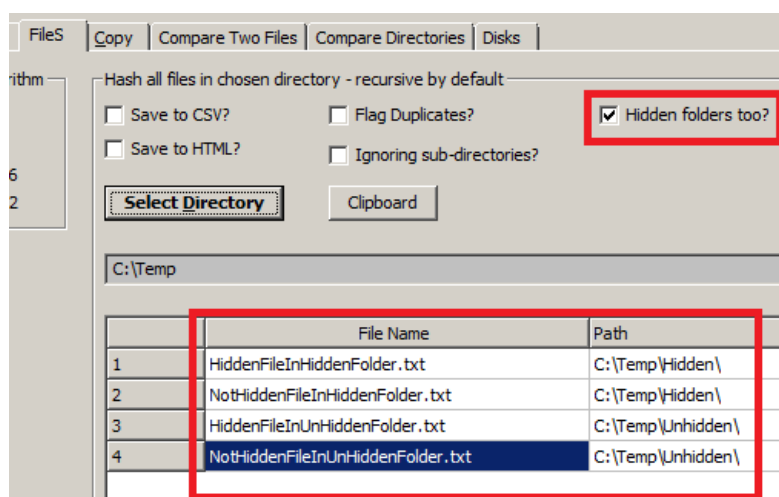 FileS Copy Compare Two Files Compare Directories Disks
rithm
Hash all files in chosen directory - recursive by default
Save to CSV? Flag Duplicates? Hidden folders too?
Save to HTML? Ignoring sub-directories?
6
2
Select Directory Clipboard
C:\Temp
File Name Path
1 HiddenFileInHiddenFolder.txt C:\Temp\Hidden\
2 NotHiddenFileInHiddenFolder.txt C:\Temp\Hidden\
3 HiddenFileInUnHiddenFolder.txt C:\Temp\Unhidden\
4 NotHiddenFileInUnHiddenFolder.txt C:\Temp\Unhidden\